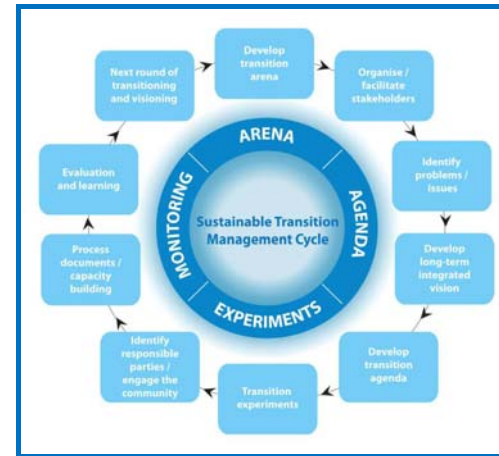 Develop
transition
arena
Organise /
facilitate
stakeholders
Identify
problems /
issues
Develop
long-term
integrated
vision
Develop
transition
agenda
Transition
experiments
Identify
responsible
parties /
engage the
community
Process
documents /
capacity
building
Evaluation
and learning
Next round of
transitioning
and visioning
ARENA
AGENDA
EXPERIMENTS
MONITORING
Sustainable Transition
Management Cycle